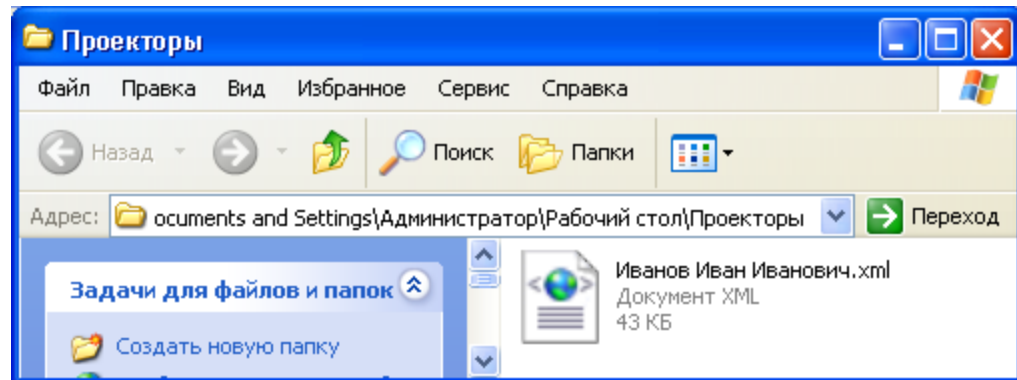 Проекторы
Файл Правка Вид Избранное Сервис Справка
Назад Поиск Папки
Адрес: ocuments and Settings\Администратор\Рабочий стол\Проекторы Переход
Задачи для файлов и папок
Создать новую папку
Иванов Иван Иванович.xml
Документ XML
43 КБ